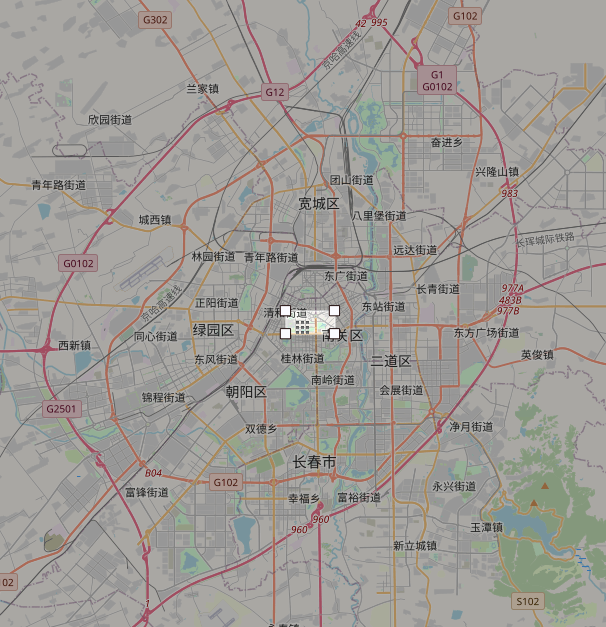 42 995
G302
G102
京哈高速线
G1
G0102
G12
兰家镇
欣园街道
奋进乡
兴隆山镇
团山街道
青年路街道
983
宽城区
八里堡街道
城西镇
长珲城际铁路
远达街道
林园街道
青年路街道
G0102
东广街道
977A
483B
977B
长青街道
京哈高速线
正阳街道
东站街道
清和街道
绿园区
南关区
同心街道
东方广场街道
西新镇
英俊镇
东风街道
桂林街道
二道区
南岭街道
会展街道
朝阳区
锦程街道
G2501
净月街道
双德乡
长春市
B04
G102
永兴街道
富锋街道
幸福乡
富裕街道
960
960
玉潭镇
新立城镇
02
S102
1